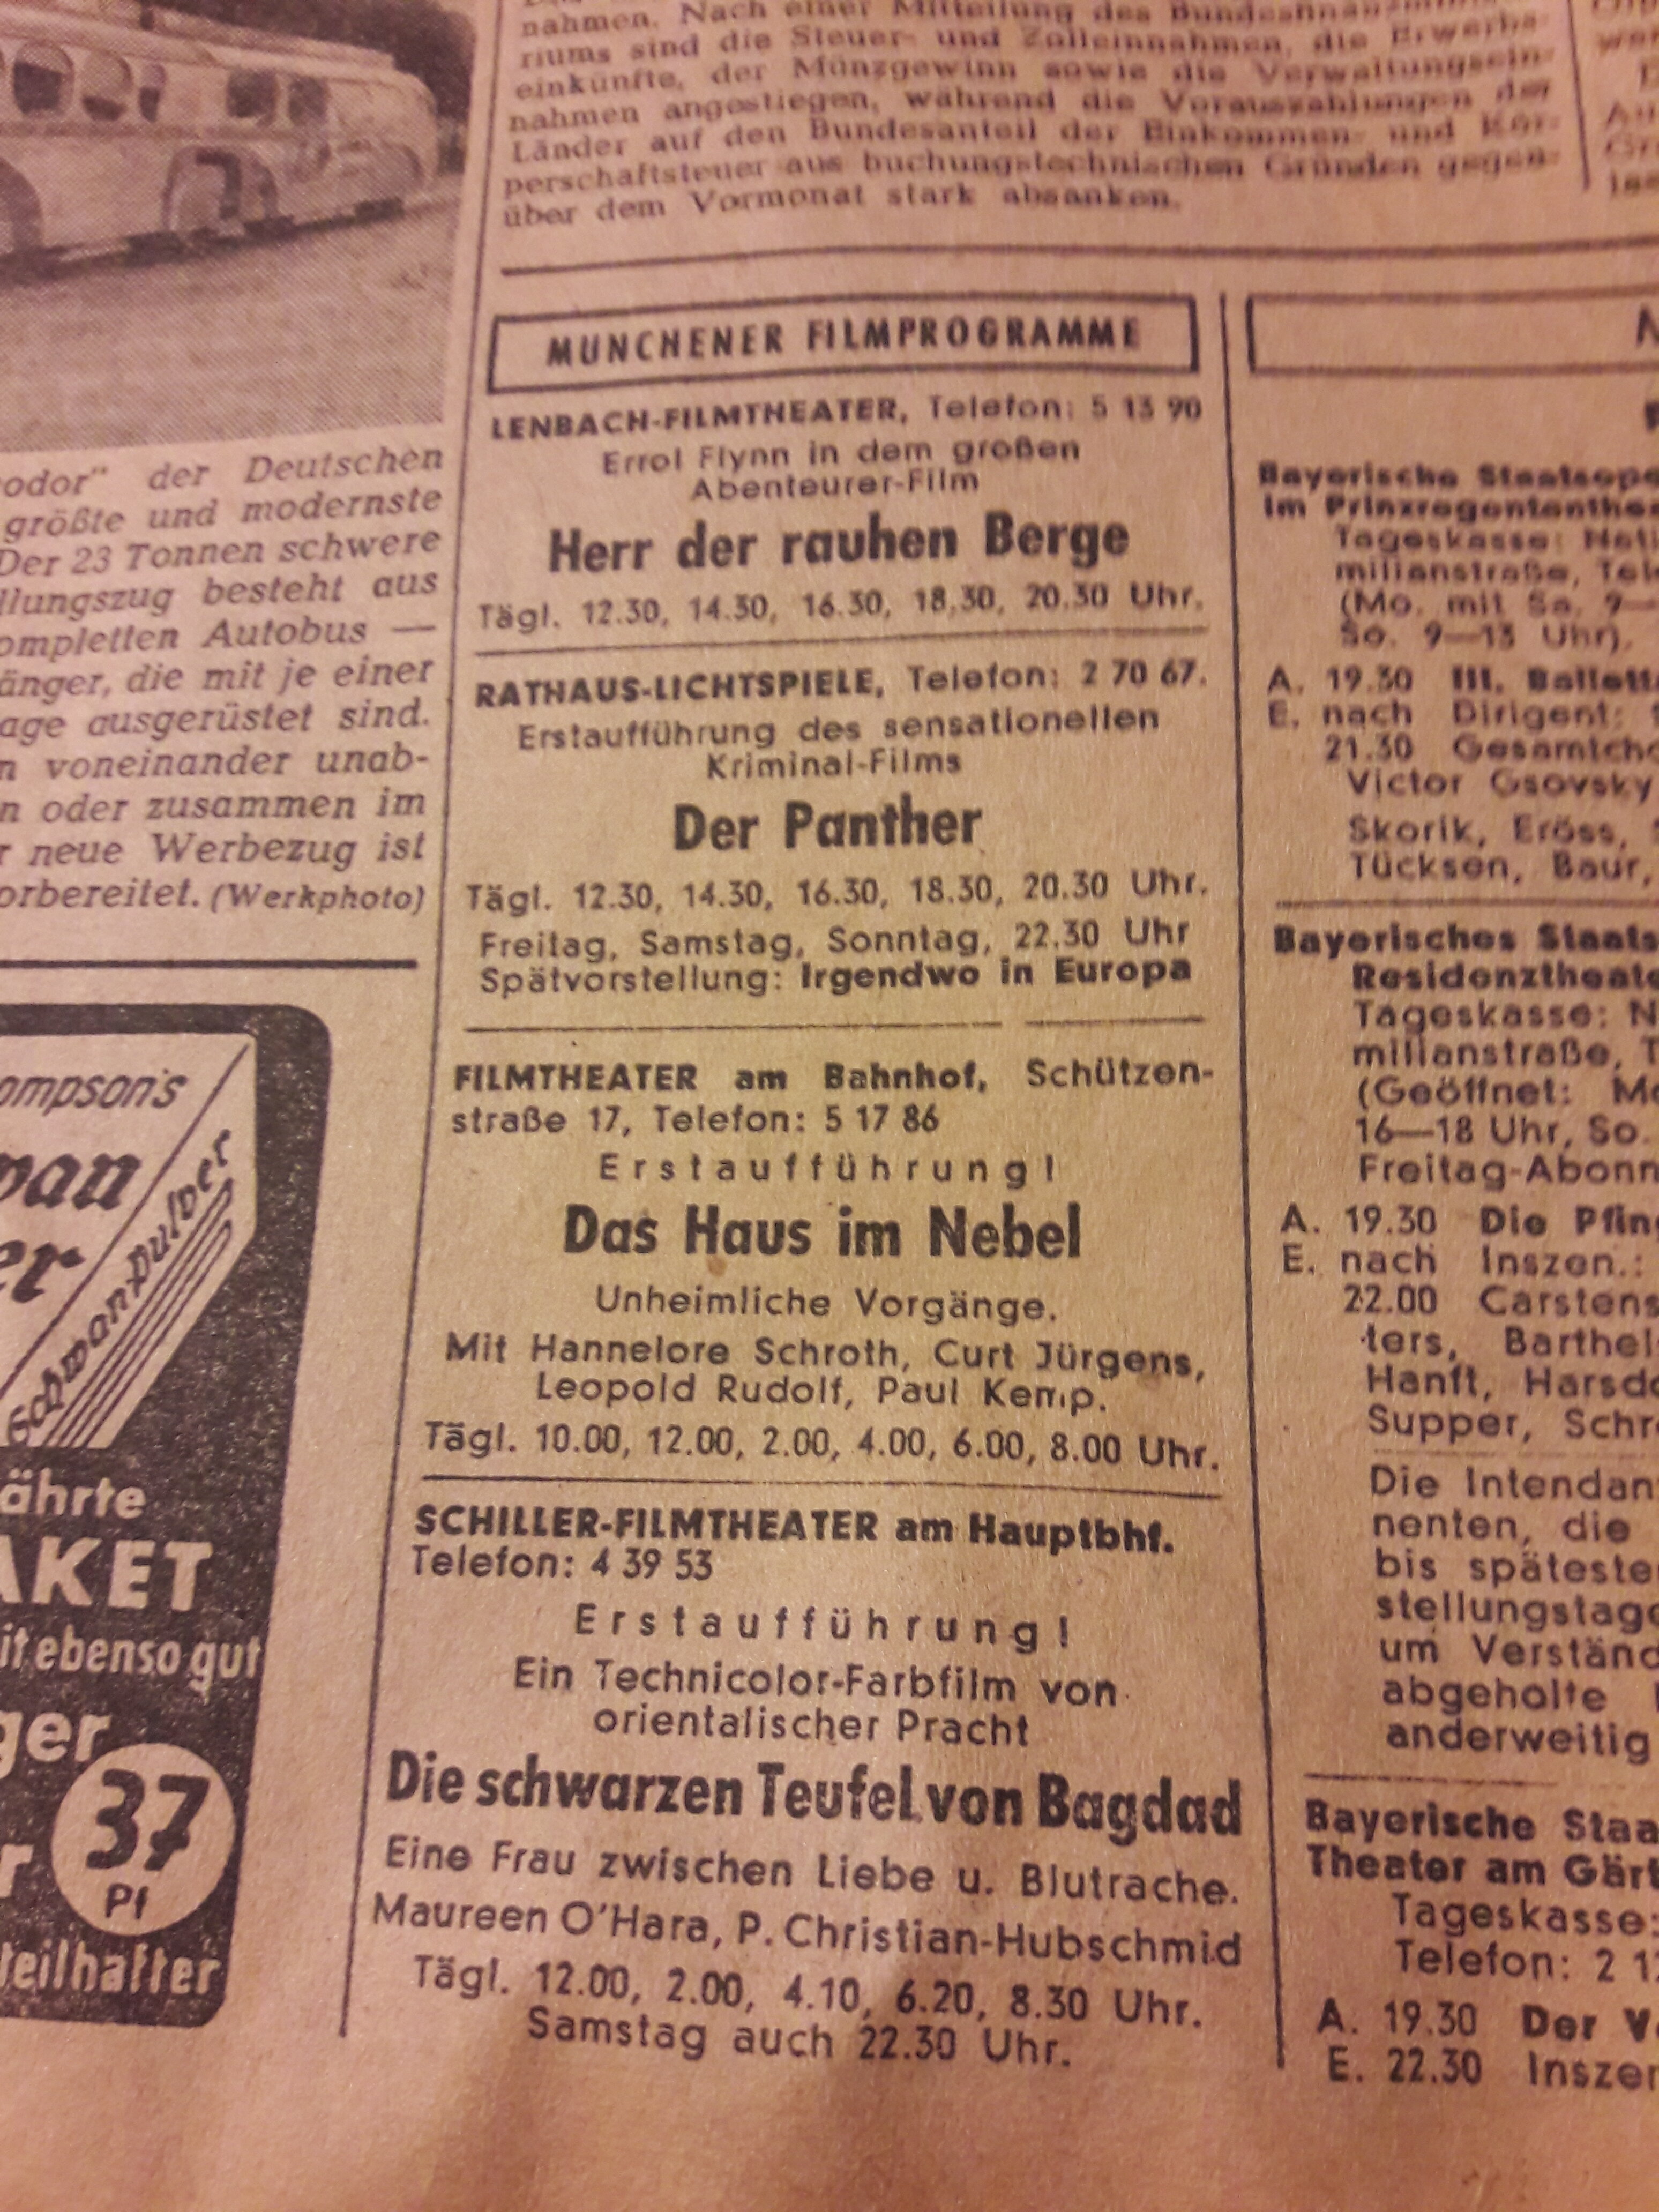 nahmen. Nach einer Mitteilung des
riums sind die Steuer- und Zolleinnahmen, die Erwerbs-
einkünfte, der Münzgewinn sowie die Verwaltungsein-
nahmen angestiegen, während die Vorauszahlungen der
Länder auf den Bundesanteil der Einkommen- und Kör-
perschaftsteuer aus buchungstechnischen Gründen gegen-
über dem Vormonat stark absanken.
odor" der Deutschen
größte und modernste
Der 23 Tonnen schwere
llungszug besteht aus
ompletten Autobus —
änger, die mit je einer
age ausgerüstet sind.
n voneinander unab-
n oder zusammen im
r neue Werbezug ist
orbereitet. (Werkphoto)
ompson's
wan
er
Schwanpulver
ährte
AKET
it ebenso gut
ger
r
37
Pf
teilhafter
MÜNCHENER FILMPROGRAMME
LENBACH-FILMTHEATER, Telefon: 5 13 90
Errol Flynn in dem großen
Abenteurer-Film
Herr der rauhen Berge
Tägl. 12.30, 14.30, 16.30, 18.30, 20.30 Uhr.
RATHAUS-LICHTSPIELE, Telefon: 2 70 67.
Erstaufführung des sensationellen
Kriminal-Films
Der Panther
Tägl. 12.30, 14.30, 16.30, 18.30, 20.30 Uhr.
Freitag, Samstag, Sonntag, 22.30 Uhr
Spätvorstellung: Irgendwo in Europa
FILMTHEATER am Bahnhof, Schützen-
straße 17, Telefon: 5 17 86
Erstaufführung!
Das Haus im Nebel
Unheimliche Vorgänge.
Mit Hannelore Schroth, Curt Jürgens,
Leopold Rudolf, Paul Kemp.
Tägl. 10.00, 12.00, 2.00, 4.00, 6.00, 8.00 Uhr.
SCHILLER-FILMTHEATER am Hauptbhf.
Telefon: 4 39 53
Erstaufführung!
Ein Technicolor-Farbfilm von
orientalischer Pracht
Die schwarzen Teufel von Bagdad
Eine Frau zwischen Liebe u. Blutrache.
Maureen O'Hara, P. Christian-Hubschmid
Tägl. 12.00, 2.00, 4.10, 6.20, 8.30 Uhr.
Samstag auch 22.30 Uhr.
Bayerische Staatsope
im Prinzregententhe
Tageskasse:
milianstraße, Tel
(Mo. mit Sa. 9—
So. 9—13 Uhr).
A. 19.30 III. Ballett
E. nach Dirigent:
21.30 Gesamtcho
Victor Gsovsky
Skorik, Eröss,
Tücksen, Baur,
Bayerisches Staats
Residenztheate
Tageskasse: N
milianstraße, T
(Geöffnet: Mo
16—18 Uhr, So.
Freitag-Abonn
A. 19.30 Die Pfin
E. nach Inszen.:
22.00 Carstens
ters, Barthel
Hanft, Harsdo
Supper, Schr
Die Intendan
nenten, die
bis späteste
stellungstage
um Verständ
abgeholte
anderweitig
Bayerische Staa
Theater am Gärt
Tageskasse:
Telefon: 2 1
A. 19.30 Der V
E. 22.30 Inszen